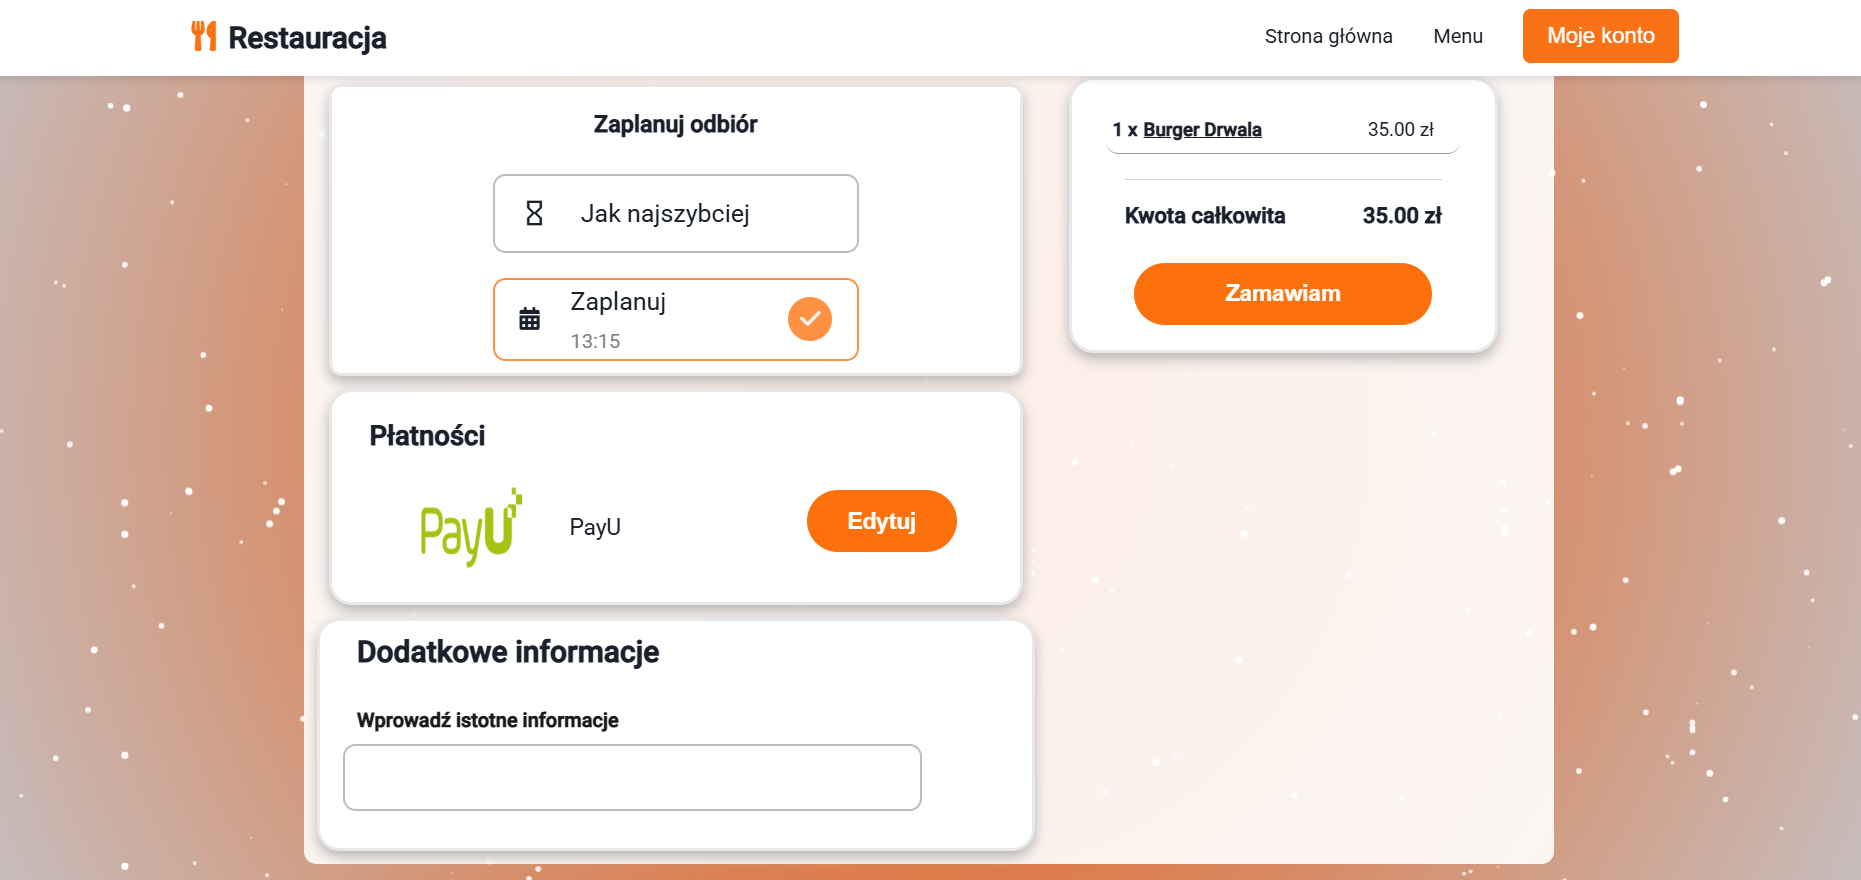 Restauracja
Strona główna
Menu
Moje konto
Zaplanuj odbiór
Jak najszybciej
Zaplanuj
13:15
1 x Burger Drwala 35.00 zł
Kwota całkowita 35.00 zł
Zamawiam
Płatności
PayU
PayU
Edytuj
Dodatkowe informacje
Wprowadź istotne informacje